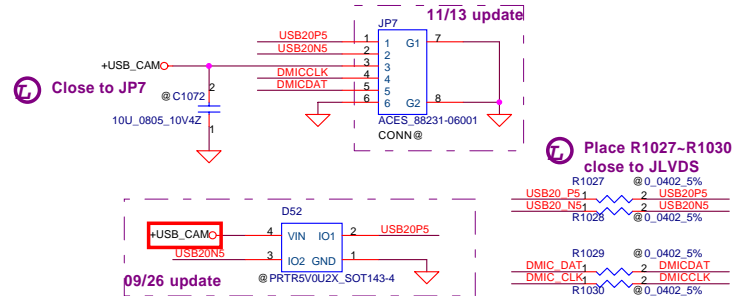 11/13 update
JP7
USB20P5 1 1 G1 7
USB20N5 2 2
+USB_CAM 3 3
DMICCLK 4 4
DMICDAT 5 5
6 6 G2 8
ACES_88231-06001
CONN@
Close to JP7
2
@ C1072
10U_0805_10V4Z
1
Place R1027~R1030
close to JLVDS
R1027 @ 0_0402_5%
USB20_P5 1 2 USB20P5
USB20_N5 1 2 USB20N5
R1028 @ 0_0402_5%
R1029 @ 0_0402_5%
DMIC_DAT 1 2 DMICDAT
DMIC_CLK 1 2 DMICCLK
R1030 @ 0_0402_5%
D52
+USB_CAM 4 VIN IO1 2 USB20P5
USB20N5 3 IO2 GND 1
@ PRTR5V0U2X_SOT143-4
09/26 update